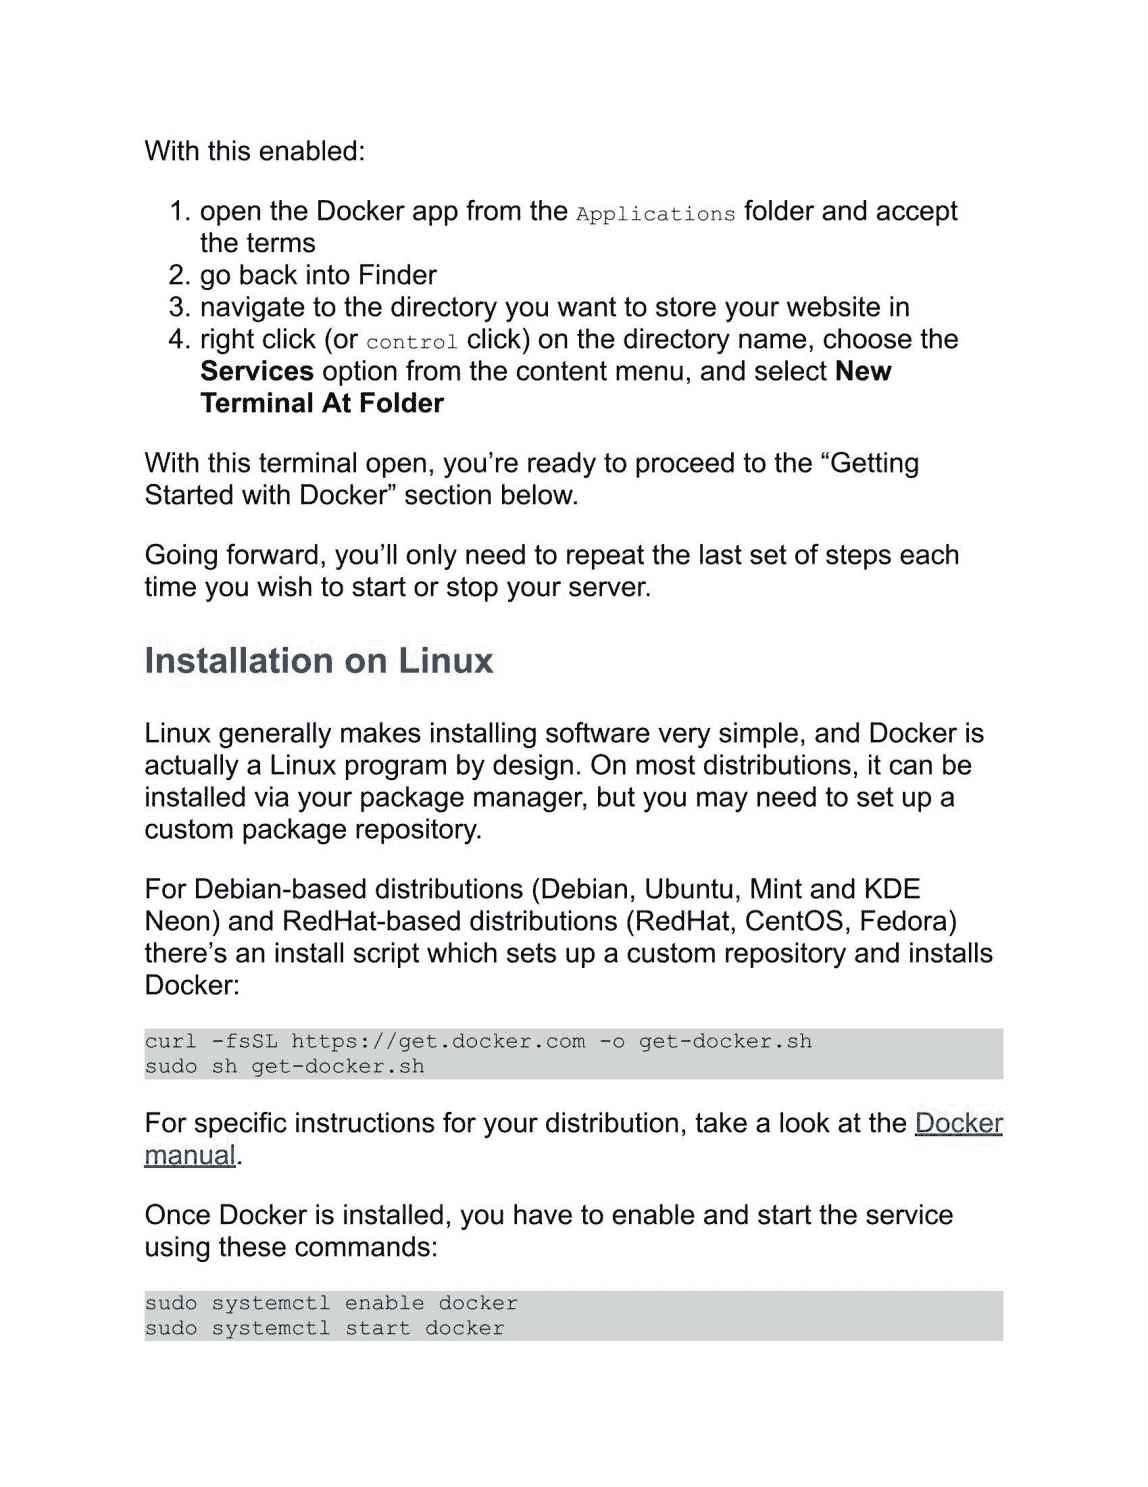 With this enabled:
1. open the Docker app from the Applications folder and accept
the terms
2. go back into Finder
3. navigate to the directory you want to store your website in
4. right click (or control click) on the directory name, choose the
Services option from the content menu, and select New
Terminal At Folder
With this terminal open, you’re ready to proceed to the “Getting
Started with Docker” section below.
Going forward, you’ll only need to repeat the last set of steps each
time you wish to start or stop your server.
Installation on Linux
Linux generally makes installing software very simple, and Docker is
actually a Linux program by design. On most distributions, it can be
installed via your package manager, but you may need to set up a
custom package repository.
For Debian-based distributions (Debian, Ubuntu, Mint and KDE
Neon) and RedHat-based distributions (RedHat, CentOS, Fedora)
there’s an install script which sets up a custom repository and installs
Docker:
curl -fsSL https://get.docker.com -o get-docker.sh
sudo sh get-docker.sh
For specific instructions for your distribution, take a look at the Docker
manual.
Once Docker is installed, you have to enable and start the service
using these commands:
sudo systemctl enable docker
sudo systemctl start docker